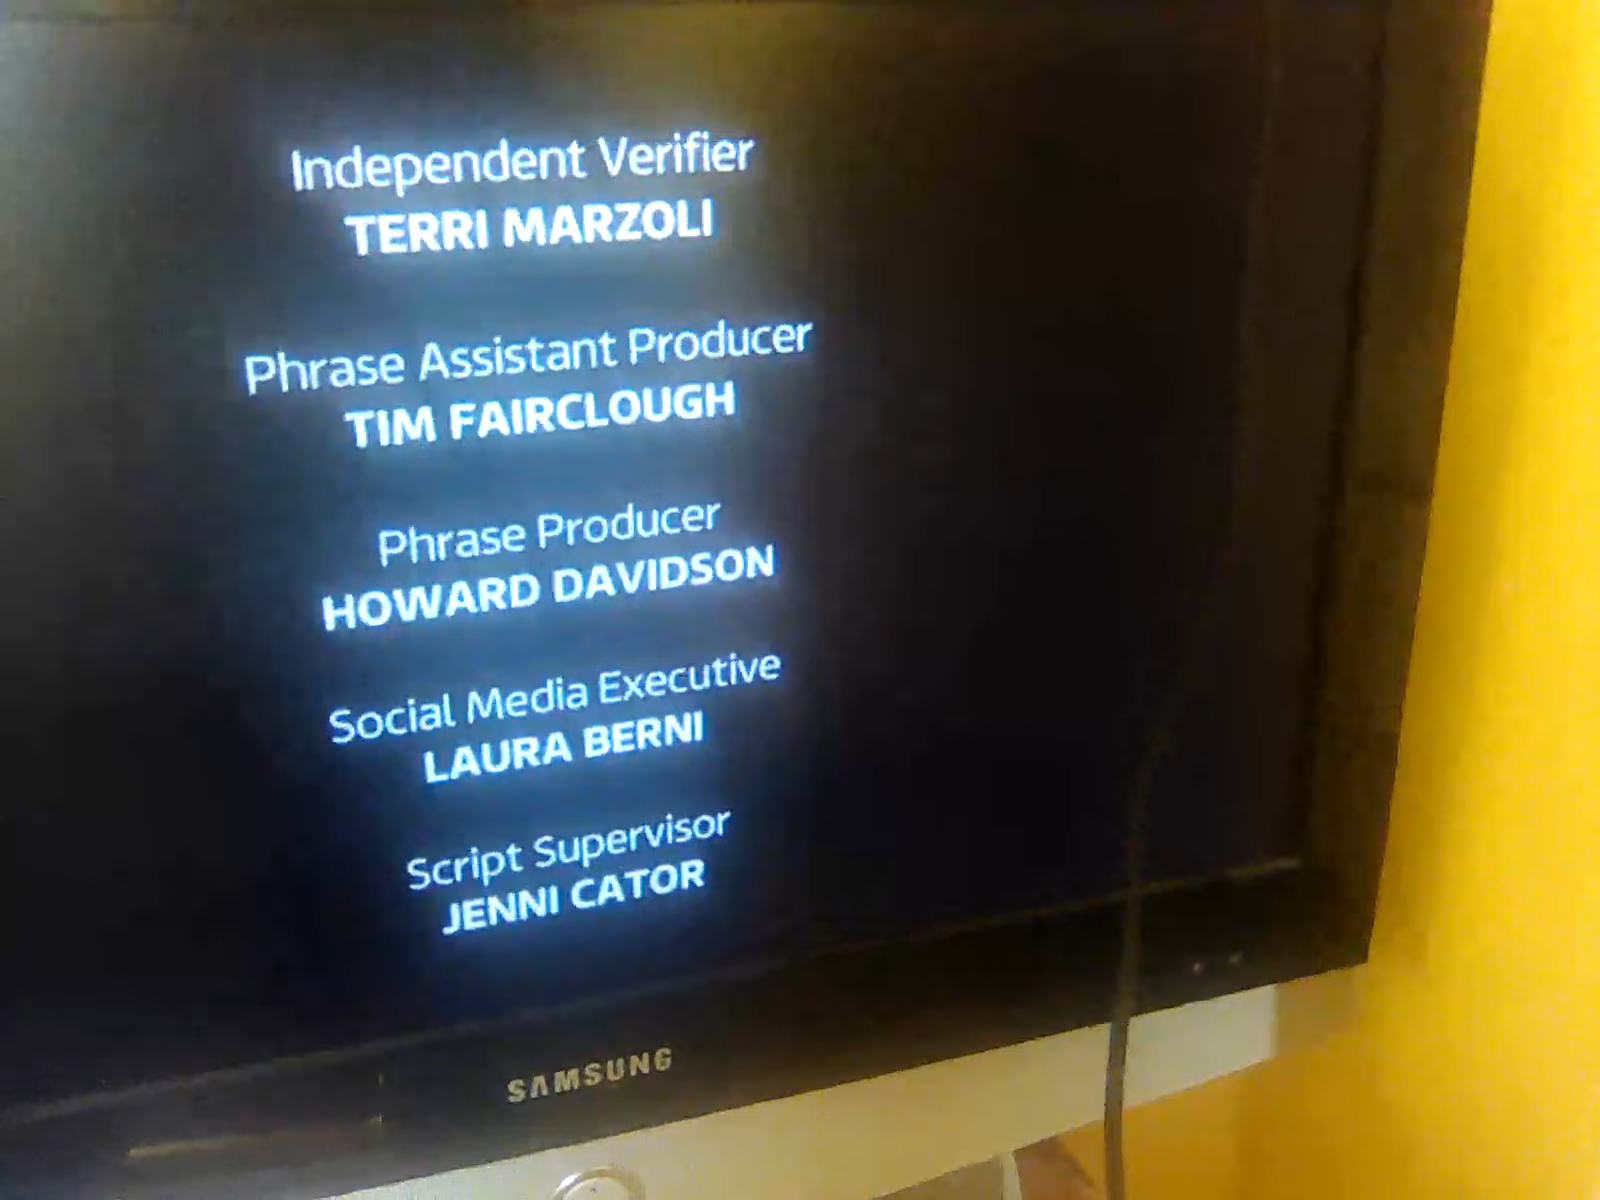 Independent Verifier
TERRI MARZOLI
Phrase Assistant Producer
TIM FAIRCLOUGH
Phrase Producer
HOWARD DAVIDSON
Social Media Executive
LAURA BERNI
Script Supervisor
JENNI CATOR
SAMSUNG